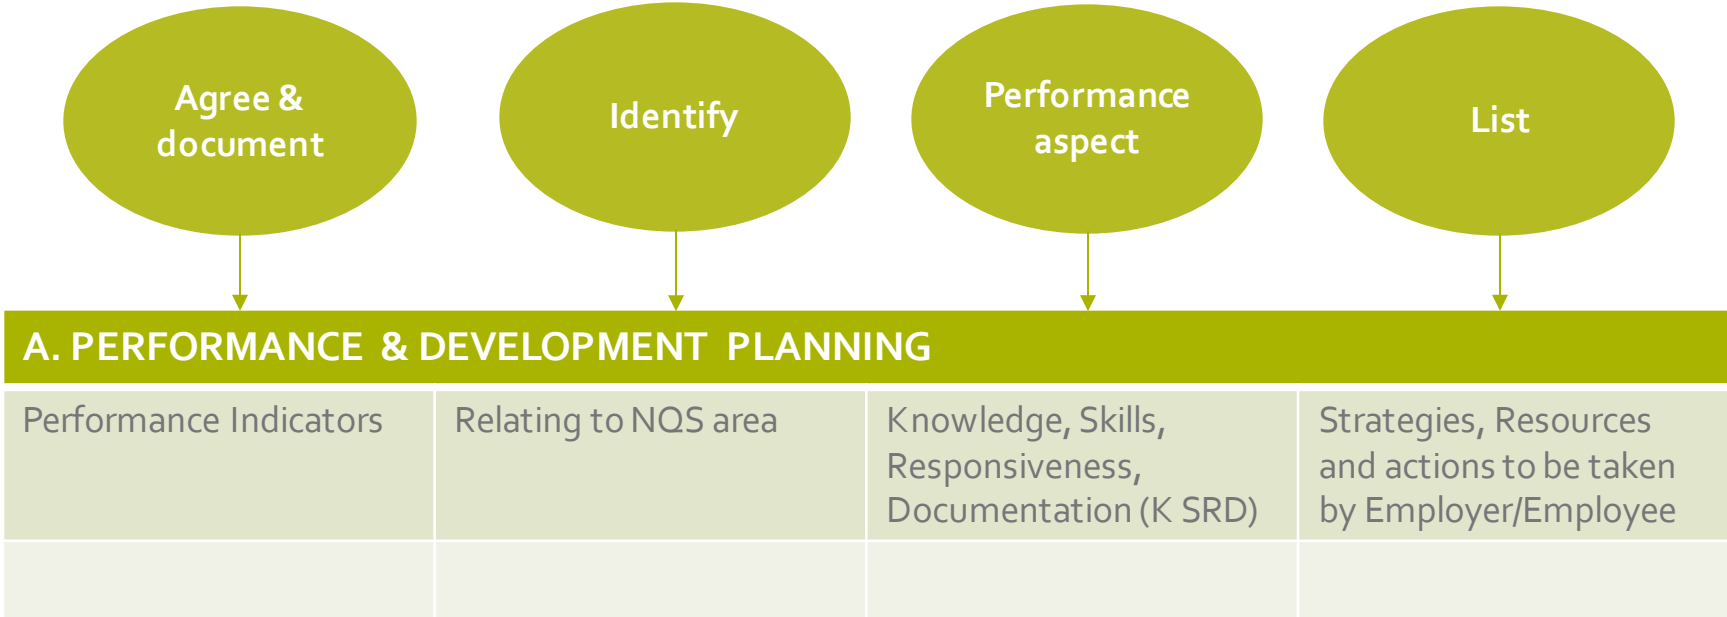 Agree &
document
Identify
Performance
aspect
List
A. PERFORMANCE & DEVELOPMENT PLANNING
Performance Indicators
Relating to NQS area
Knowledge, Skills,
Responsiveness,
Documentation (K SRD)
Strategies, Resources
and actions to be taken
by Employer/Employee